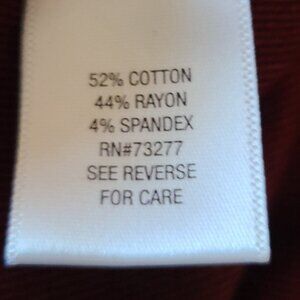 52% COTTON
44% RAYON
4% SPANDEX
RN#73277
SEE REVERSE
FOR CARE